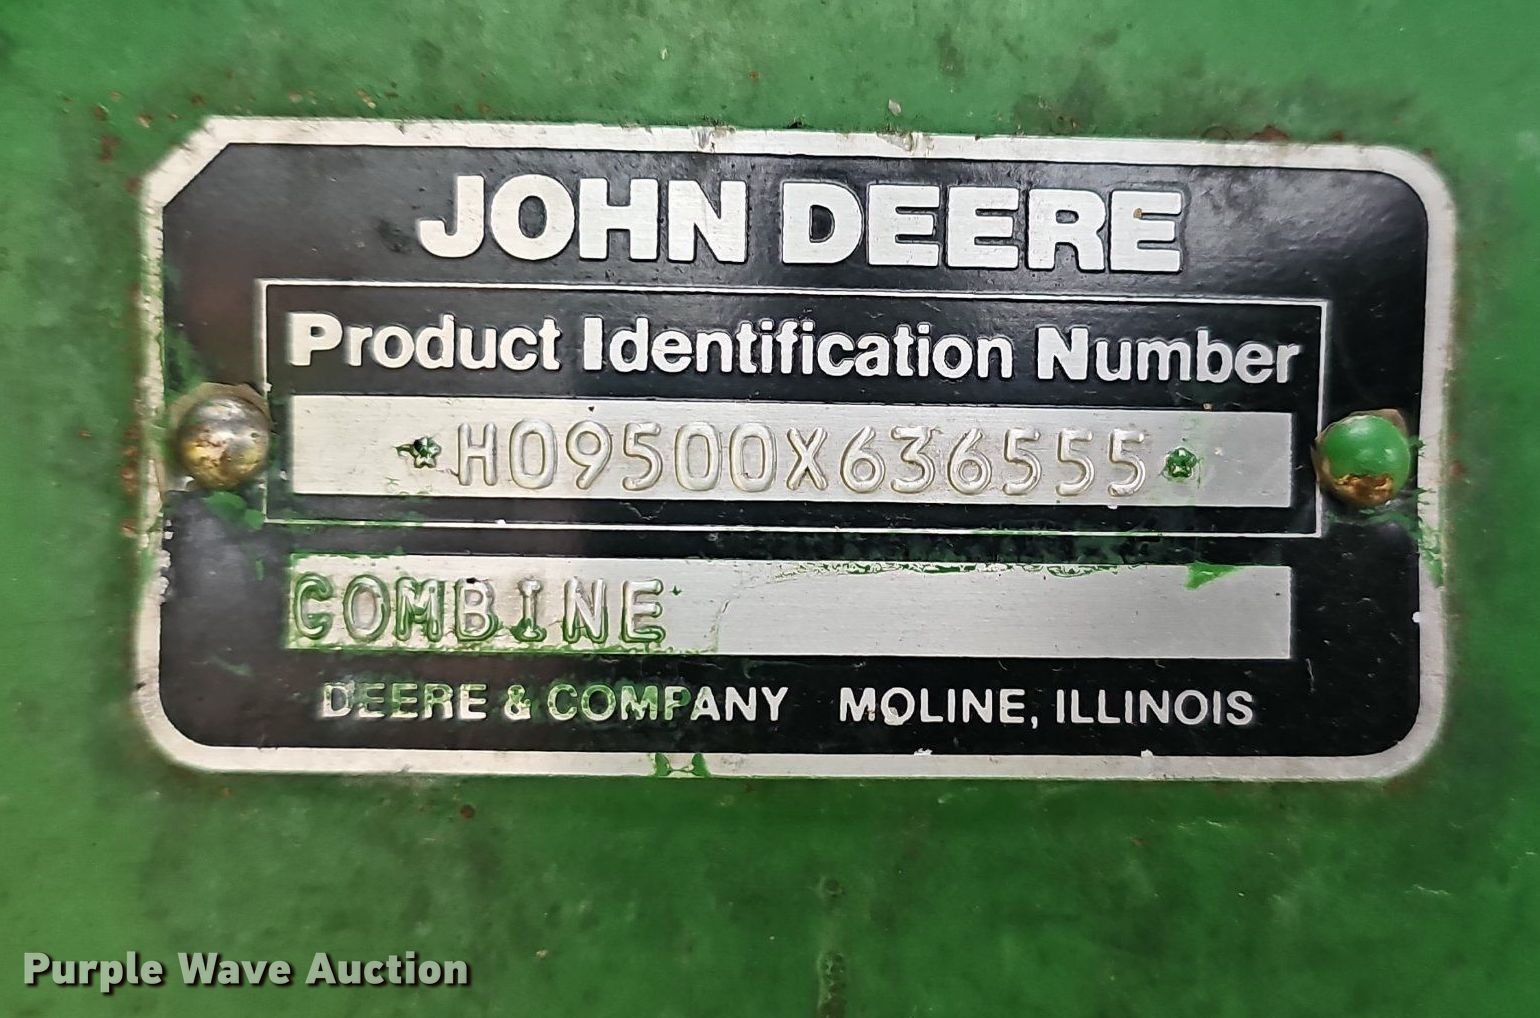 JOHN DEERE
Product Identification Number
*H09500X636555*
COMBINE
DEERE & COMPANY MOLINE, ILLINOIS
Purple Wave Auction